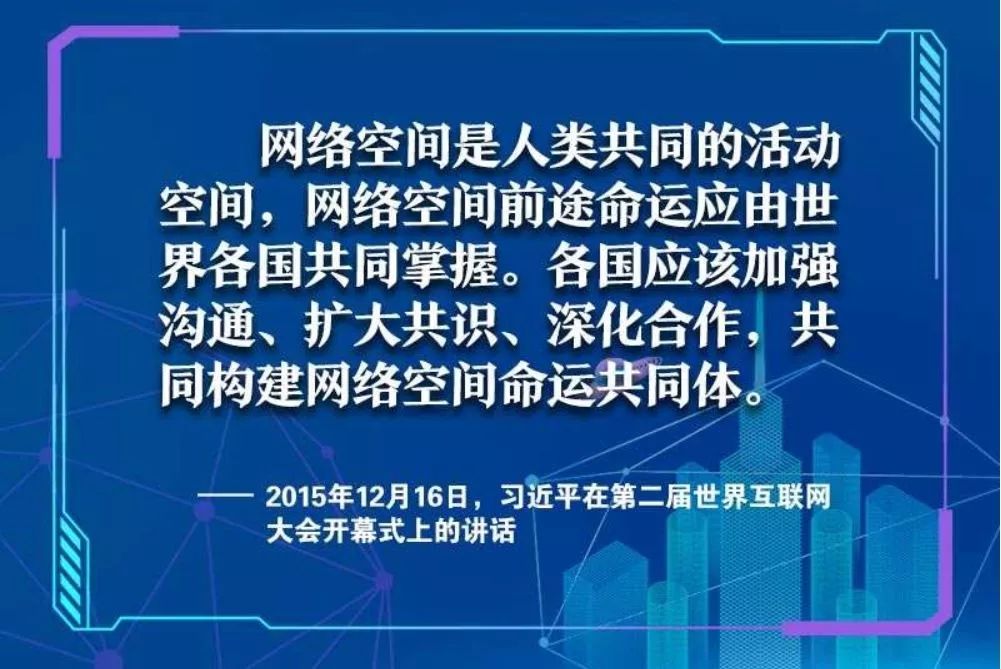 网络空间是人类共同的活动
空间，网络空间前途命运应由世
界各国共同掌握。各国应该加强
沟通、扩大共识、深化合作，共
同构建网络空间命运共同体。
—— 2015年12月16日，习近平在第二届世界互联网
大会开幕式上的讲话